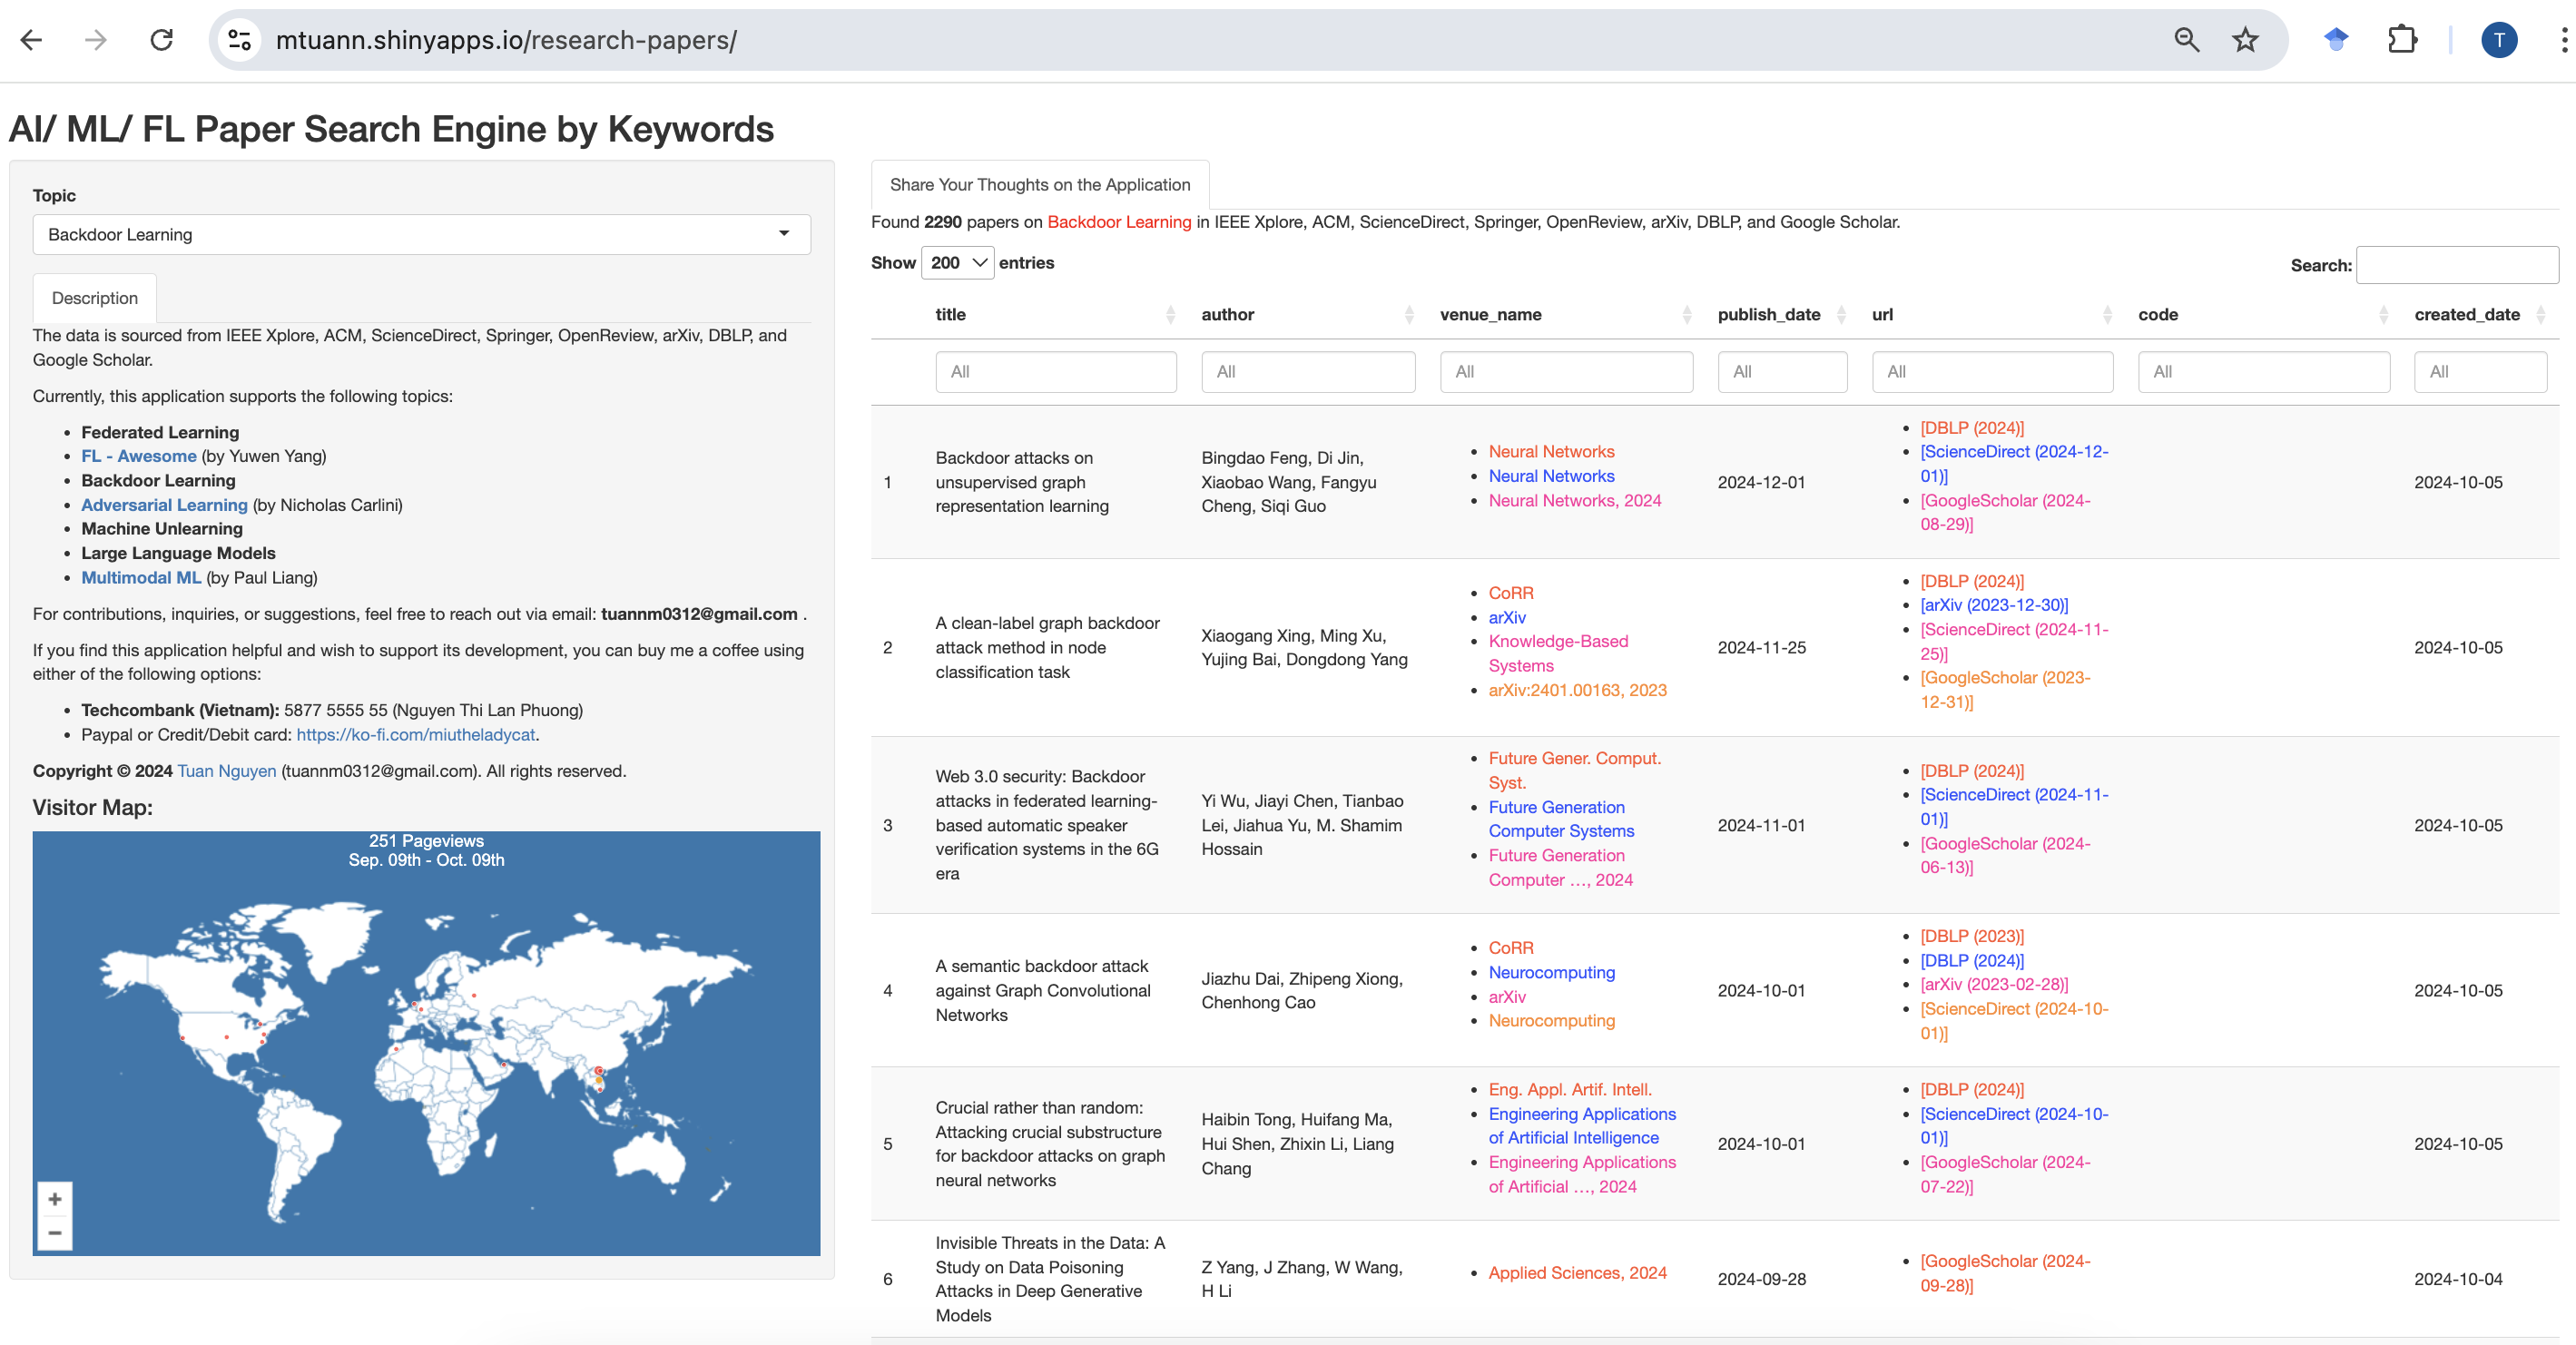 mtuann.shinyapps.io/research-papers/
T
AI/ ML/ FL Paper Search Engine by Keywords
Topic
Backdoor Learning
Description
The data is sourced from IEEE Xplore, ACM, ScienceDirect, Springer, OpenReview, arXiv, DBLP, and
Google Scholar.
Currently, this application supports the following topics:
Federated Learning
FL - Awesome (by Yuwen Yang)
Backdoor Learning
Adversarial Learning (by Nicholas Carlini)
Machine Unlearning
Large Language Models
Multimodal ML (by Paul Liang)
For contributions, inquiries, or suggestions, feel free to reach out via email: tuannm0312@gmail.com .
If you find this application helpful and wish to support its development, you can buy me a coffee using
either of the following options:
Techcombank (Vietnam): 5877 5555 55 (Nguyen Thi Lan Phuong)
Paypal or Credit/Debit card: https://ko-fi.com/miutheladycat.
Copyright © 2024 Tuan Nguyen (tuannm0312@gmail.com). All rights reserved.
Visitor Map:
251 Pageviews
Sep. 09th - Oct. 09th
+
−
Share Your Thoughts on the Application
Found 2290 papers on Backdoor Learning in IEEE Xplore, ACM, ScienceDirect, Springer, OpenReview, arXiv, DBLP, and Google Scholar.
Show 200 entries
Search:
title author venue_name publish_date url code created_date
All All All All All All All
1
Backdoor attacks on
unsupervised graph
representation learning
Bingdao Feng, Di Jin,
Xiaobao Wang, Fangyu
Cheng, Siqi Guo
Neural Networks
Neural Networks
Neural Networks, 2024
2024-12-01
[DBLP (2024)]
[ScienceDirect (2024-12-
01)]
[GoogleScholar (2024-
08-29)]
2024-10-05
2
A clean-label graph backdoor
attack method in node
classification task
Xiaogang Xing, Ming Xu,
Yujing Bai, Dongdong Yang
CoRR
arXiv
Knowledge-Based
Systems
arXiv:2401.00163, 2023
2024-11-25
[DBLP (2024)]
[arXiv (2023-12-30)]
[ScienceDirect (2024-11-
25)]
[GoogleScholar (2023-
12-31)]
2024-10-05
3
Web 3.0 security: Backdoor
attacks in federated learning-
based automatic speaker
verification systems in the 6G
era
Yi Wu, Jiayi Chen, Tianbao
Lei, Jiahua Yu, M. Shamim
Hossain
Future Gener. Comput.
Syst.
Future Generation
Computer Systems
Future Generation
Computer …, 2024
2024-11-01
[DBLP (2024)]
[ScienceDirect (2024-11-
01)]
[GoogleScholar (2024-
06-13)]
2024-10-05
4
A semantic backdoor attack
against Graph Convolutional
Networks
Jiazhu Dai, Zhipeng Xiong,
Chenhong Cao
CoRR
Neurocomputing
arXiv
Neurocomputing
2024-10-01
[DBLP (2023)]
[DBLP (2024)]
[arXiv (2023-02-28)]
[ScienceDirect (2024-10-
01)]
2024-10-05
5
Crucial rather than random:
Attacking crucial substructure
for backdoor attacks on graph
neural networks
Haibin Tong, Huifang Ma,
Hui Shen, Zhixin Li, Liang
Chang
Eng. Appl. Artif. Intell.
Engineering Applications
of Artificial Intelligence
Engineering Applications
of Artificial …, 2024
2024-10-01
[DBLP (2024)]
[ScienceDirect (2024-10-
01)]
[GoogleScholar (2024-
07-22)]
2024-10-05
6
Invisible Threats in the Data: A
Study on Data Poisoning
Attacks in Deep Generative
Models
Z Yang, J Zhang, W Wang,
H Li
Applied Sciences, 2024
2024-09-28
[GoogleScholar (2024-
09-28)]
2024-10-04